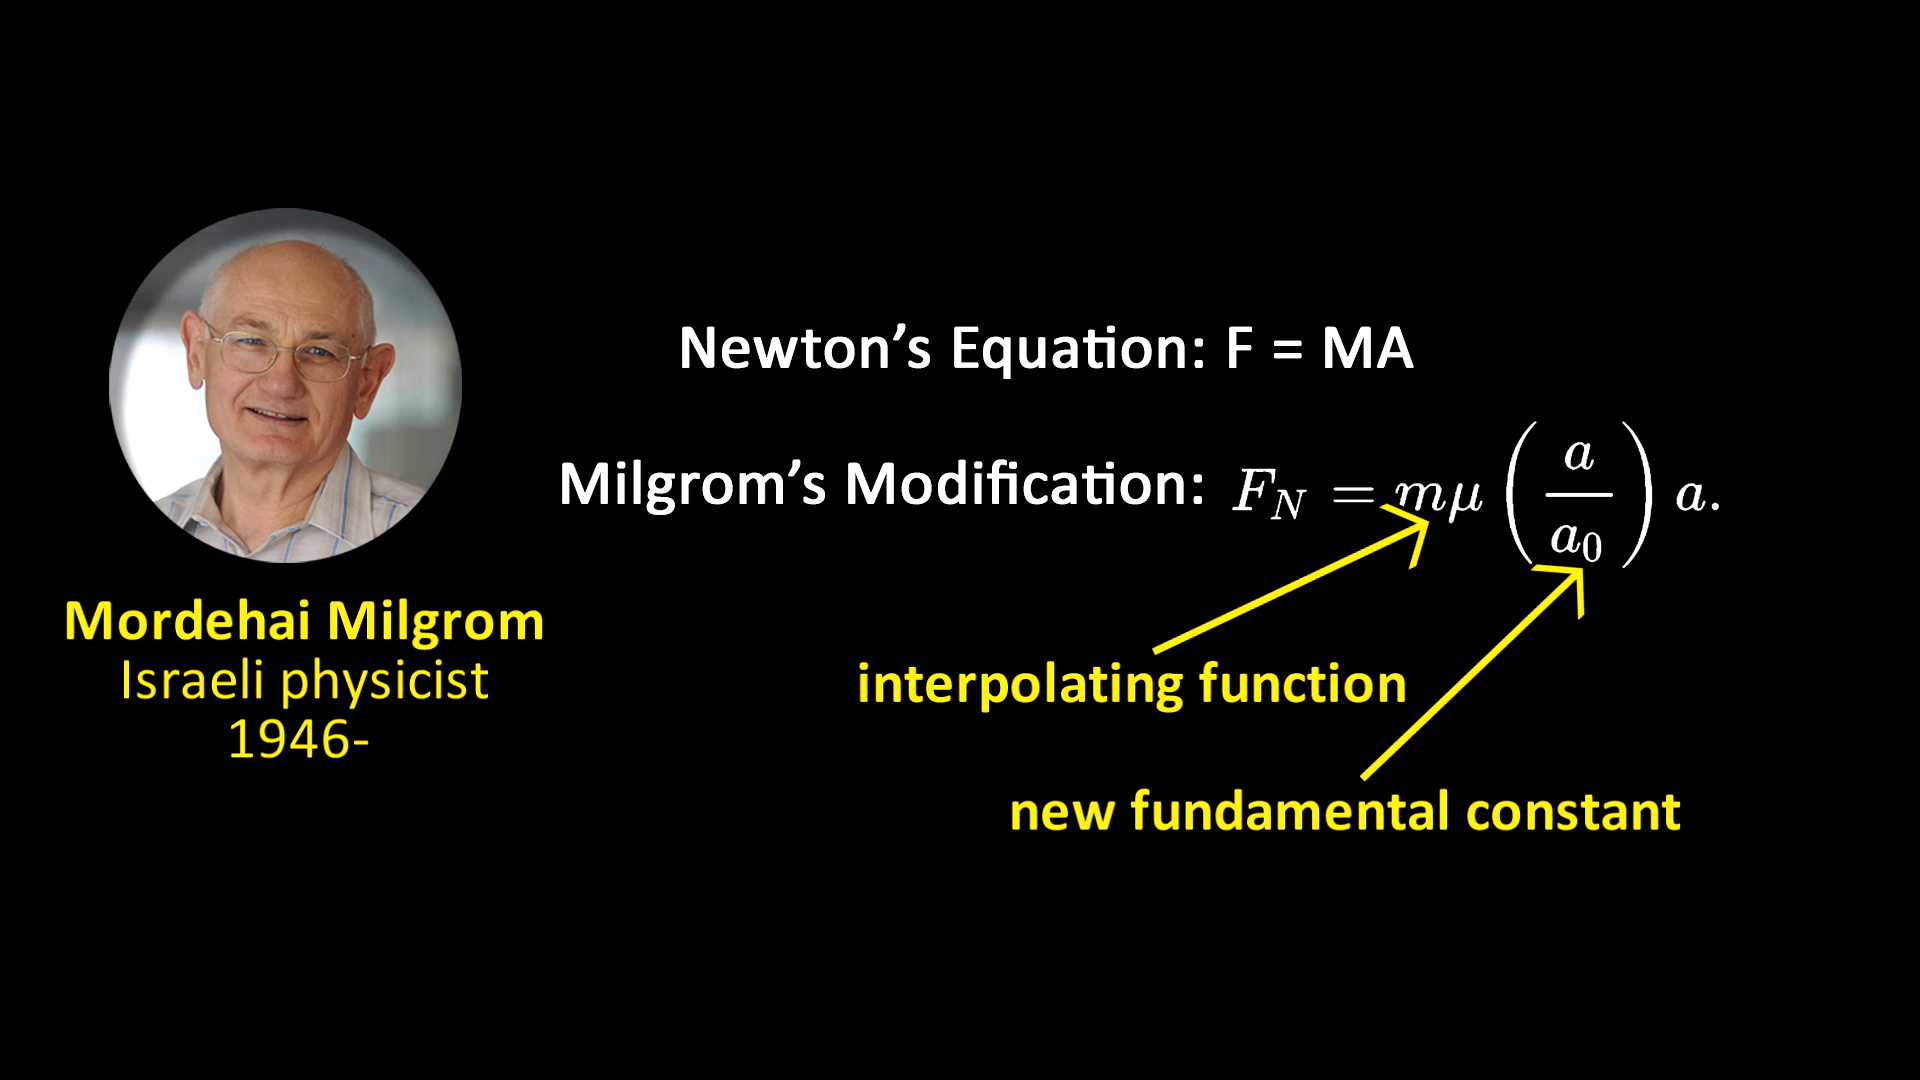 Newton’s Equation: F = MA
Milgrom’s Modification: F_N = mμ(a/a_0)a.
Mordehai Milgrom
Israeli physicist
1946-
interpolating function
new fundamental constant